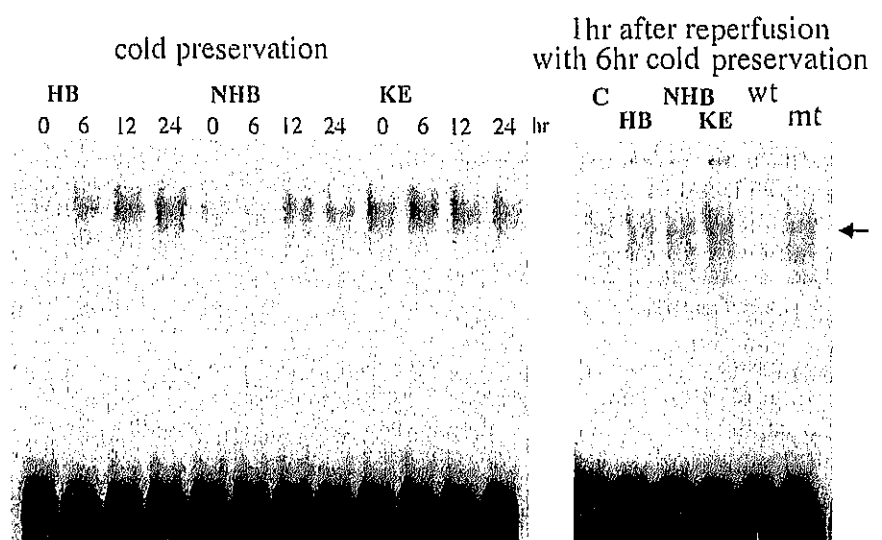 cold preservation
HB NHB KE
0 6 12 24 0 6 12 24 0 6 12 24 hr
1hr after reperfusion
with 6hr cold preservation
C NHB wt
HB KE mt